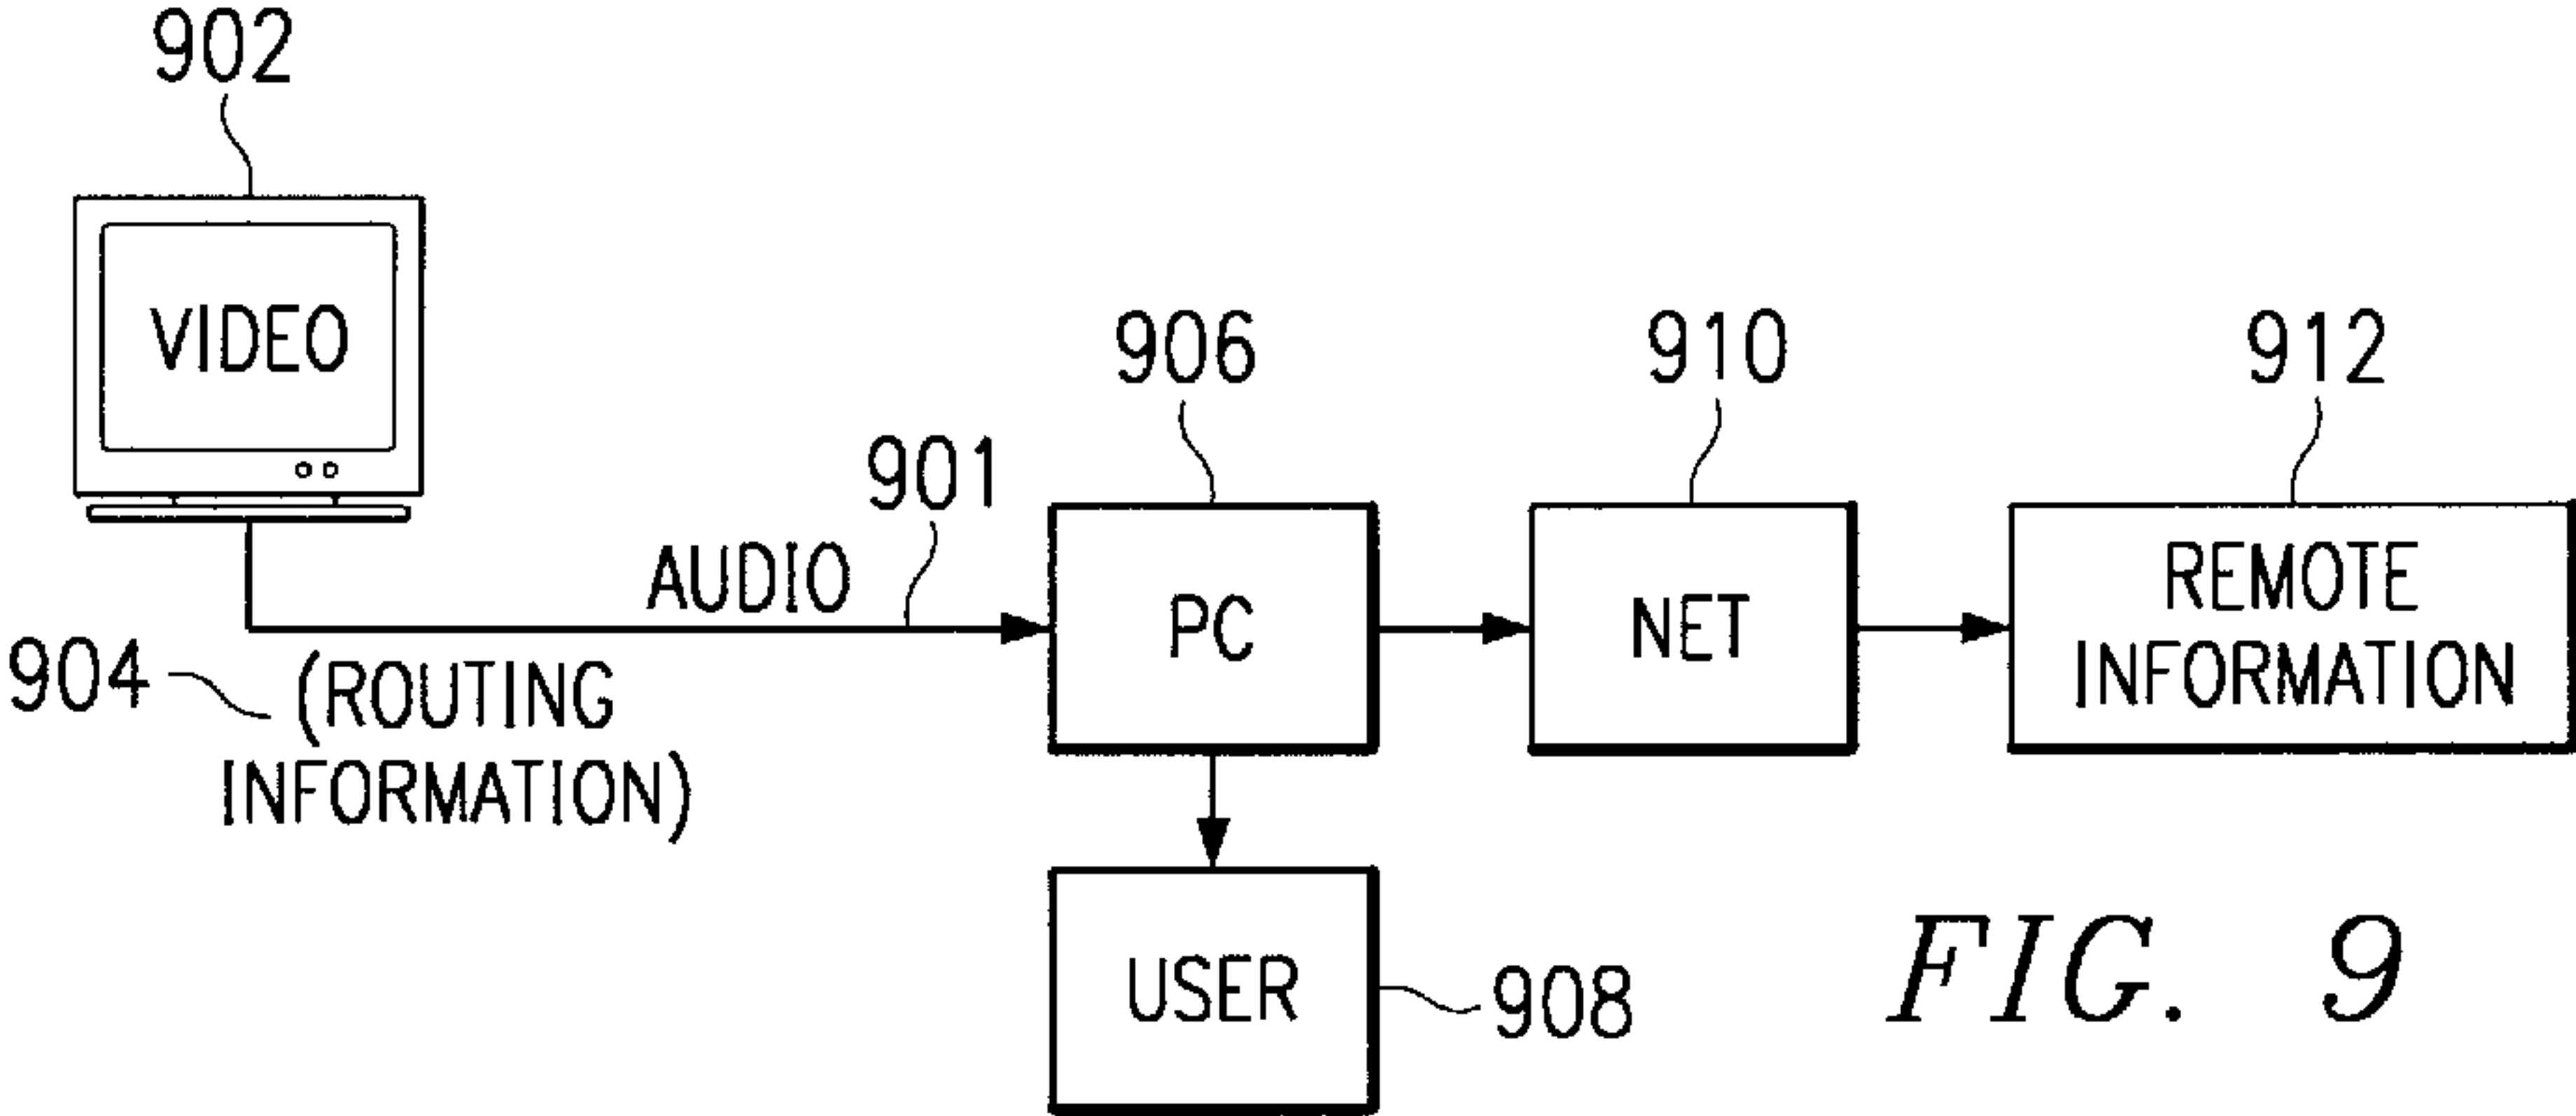 902
VIDEO
906
910
912
901
AUDIO
PC
NET
REMOTE
INFORMATION
904
(ROUTING
INFORMATION)
USER
908
FIG. 9